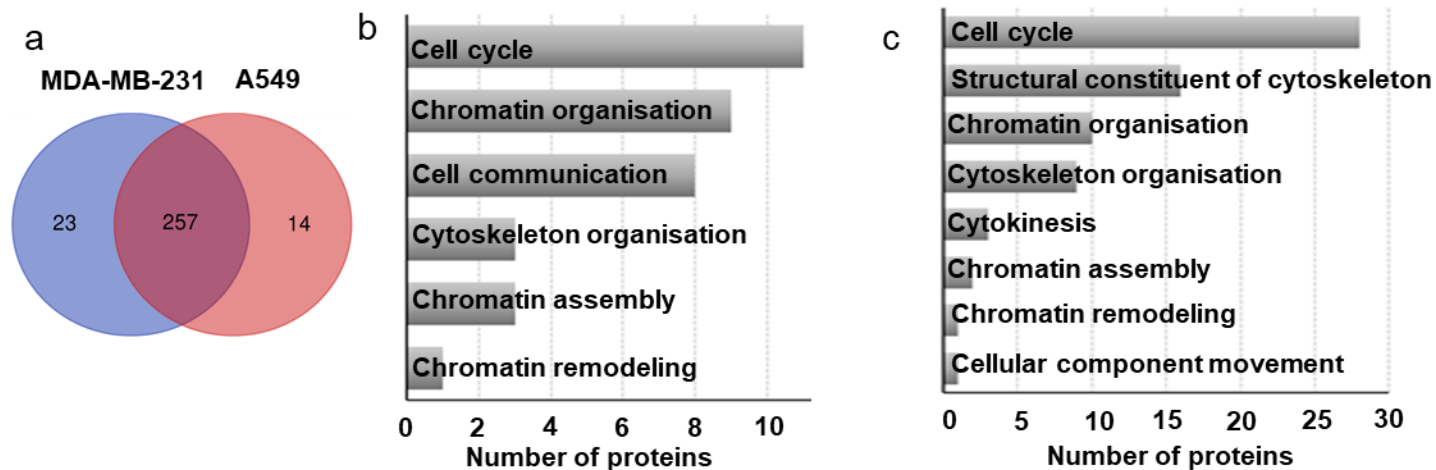 a
MDA-MB-231 A549
23 257 14
b
Cell cycle
Chromatin organisation
Cell communication
Cytoskeleton organisation
Chromatin assembly
Chromatin remodeling
0 2 4 6 8 10
Number of proteins
c
Cell cycle
Structural constituent of cytoskeleton
Chromatin organisation
Cytoskeleton organisation
Cytokinesis
Chromatin assembly
Chromatin remodeling
Cellular component movement
0 5 10 15 20 25 30
Number of proteins